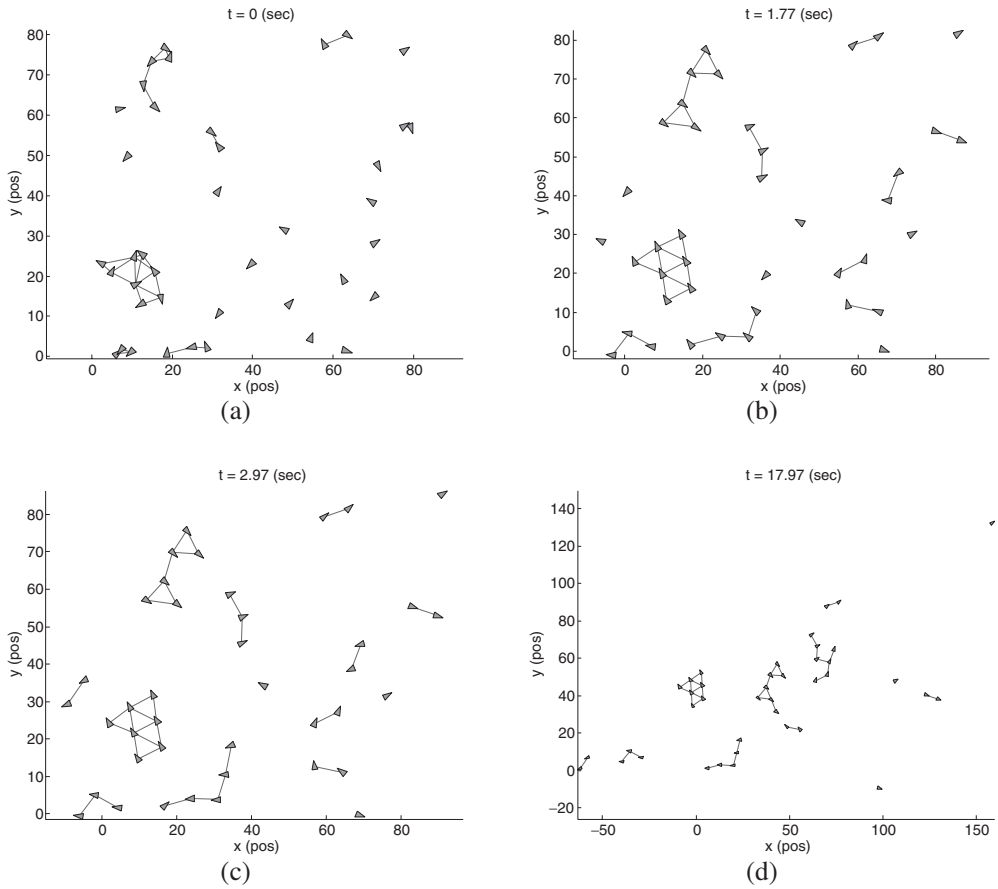 t = 0 (sec)
80
70
60
50
40
30
20
10
0
y (pos)
0 20 40 60 80
x (pos)
(a)
t = 1.77 (sec)
80
70
60
50
40
30
20
10
0
y (pos)
0 20 40 60 80
x (pos)
(b)
t = 2.97 (sec)
80
70
60
50
40
30
20
10
0
y (pos)
0 20 40 60 80
x (pos)
(c)
t = 17.97 (sec)
140
120
100
80
60
40
20
0
−20
y (pos)
−50 0 50 100 150
x (pos)
(d)